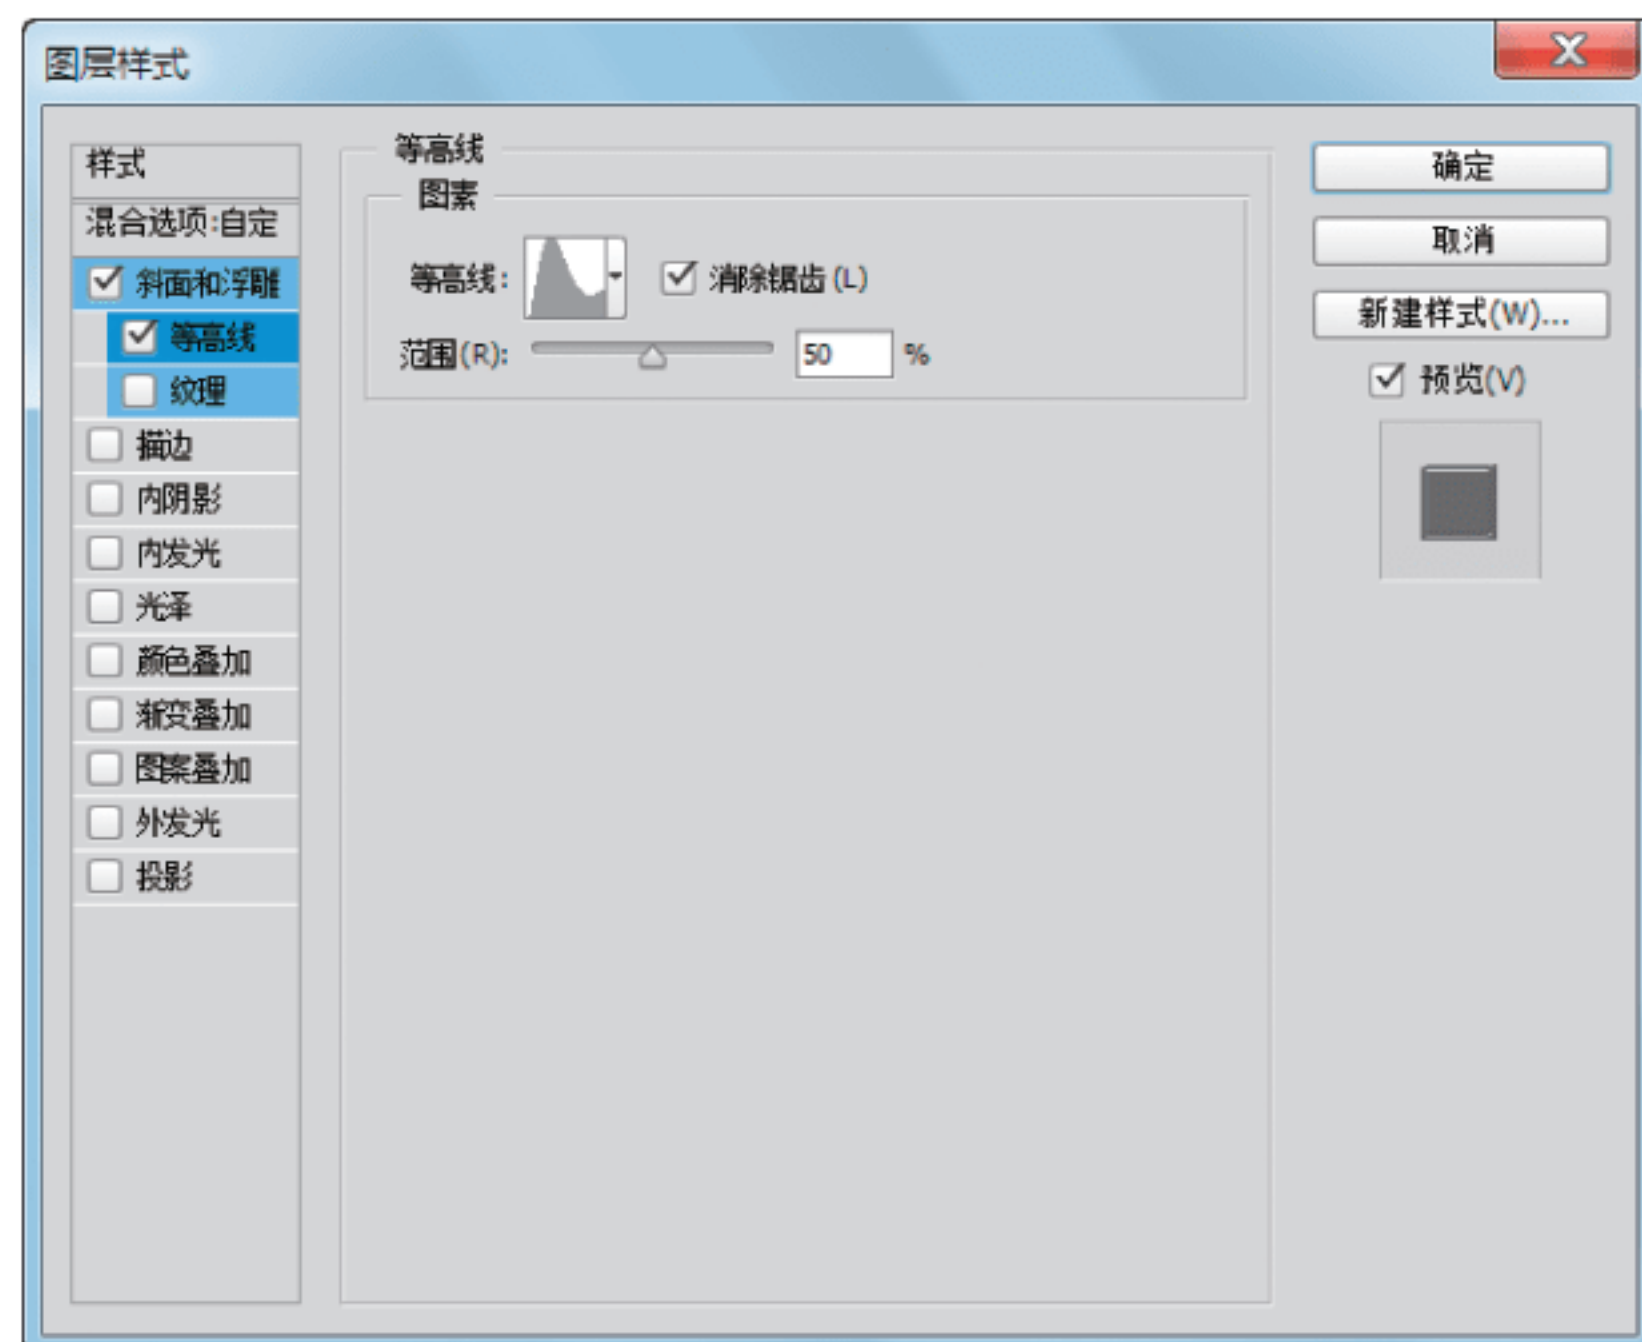 图层样式
样式
混合选项:自定
斜面和浮雕
等高线
纹理
描边
内阴影
内发光
光泽
颜色叠加
渐变叠加
图案叠加
外发光
投影
等高线
图素
等高线:
消除锯齿(L)
范围(R):
50
%
确定
取消
新建样式(W)...
预览(V)